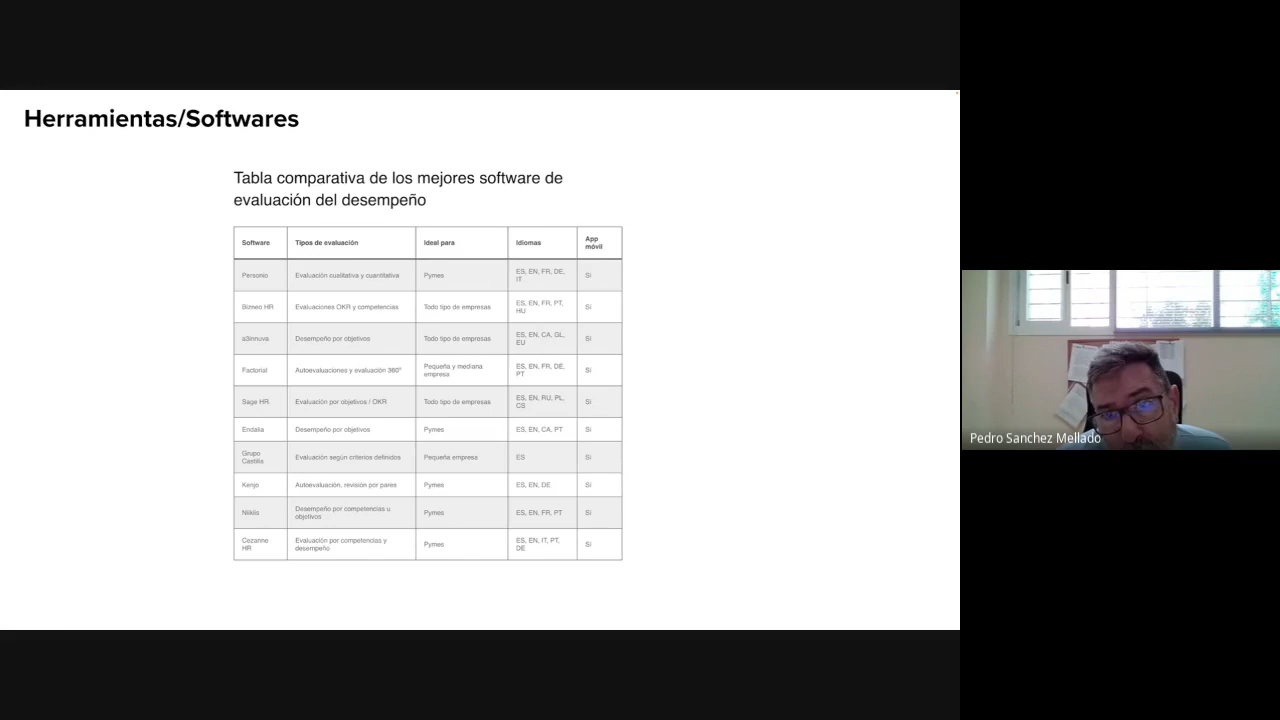 Herramientas/Softwares
Tabla comparativa de los mejores software de
evaluación del desempeño
Software Tipos de evaluación Ideal para Idiomas App móvil
Personio Evaluación cualitativa y cuantitativa Pymes ES, EN, FR, DE, IT Sí
Bizneo HR Evaluaciones OKR y competencias Todo tipo de empresas ES, EN, FR, PT, HU Sí
a3innuva Desempeño por objetivos Todo tipo de empresas ES, EN, CA, GL, EU Sí
Factorial Autoevaluaciones y evaluación 360º Pequeña y mediana empresa ES, EN, FR, DE, PT Sí
Sage HR Evaluación por objetivos / OKR Todo tipo de empresas ES, EN, RU, PL, CS Sí
Endalia Desempeño por objetivos Pymes ES, EN, CA. PT Sí
Grupo Castilla Evaluación según criterios definidos Pequeña empresa ES Sí
Kenjo Autoevaluación, revisión por pares Pymes ES, EN, DE Sí
Desempeño por competencias u objetivos Pymes ES, EN, FR, PT Sí
Cezanne HR Evaluación por competencias y desempeño Pymes ES, EN, IT, PT, DE Sí
Pedro Sanchez Mellado